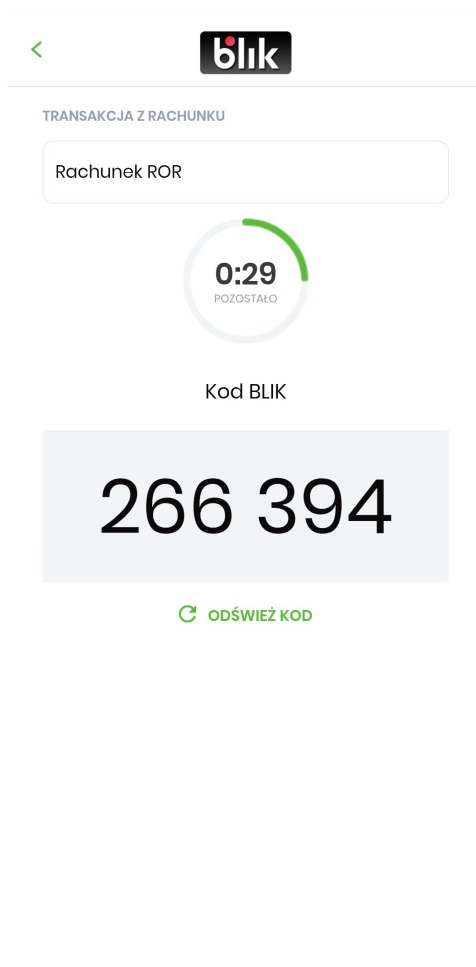 blik
TRANSAKCJA Z RACHUNKU
Rachunek ROR
0:29
POZOSTAŁO
Kod BLIK
266 394
ODŚWIEŻ KOD